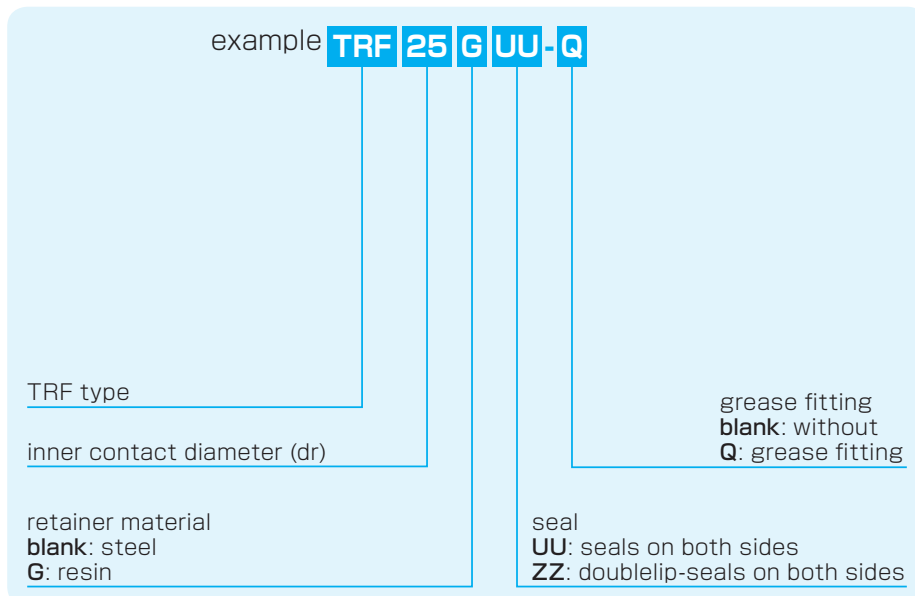 example TRF 25 G UU - Q
TRF type
inner contact diameter (dr)
retainer material
blank: steel
G: resin
grease fitting
blank: without
Q: grease fitting
seal
UU: seals on both sides
ZZ: doublelip-seals on both sides